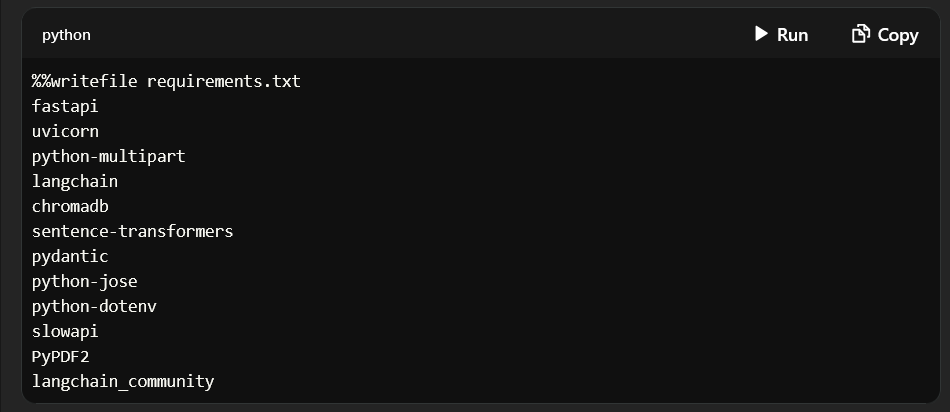 python
Run
Copy
%%writefile requirements.txt
fastapi
uvicorn
python-multipart
langchain
chromadb
sentence-transformers
pydantic
python-jose
python-dotenv
slowapi
PyPDF2
langchain_community